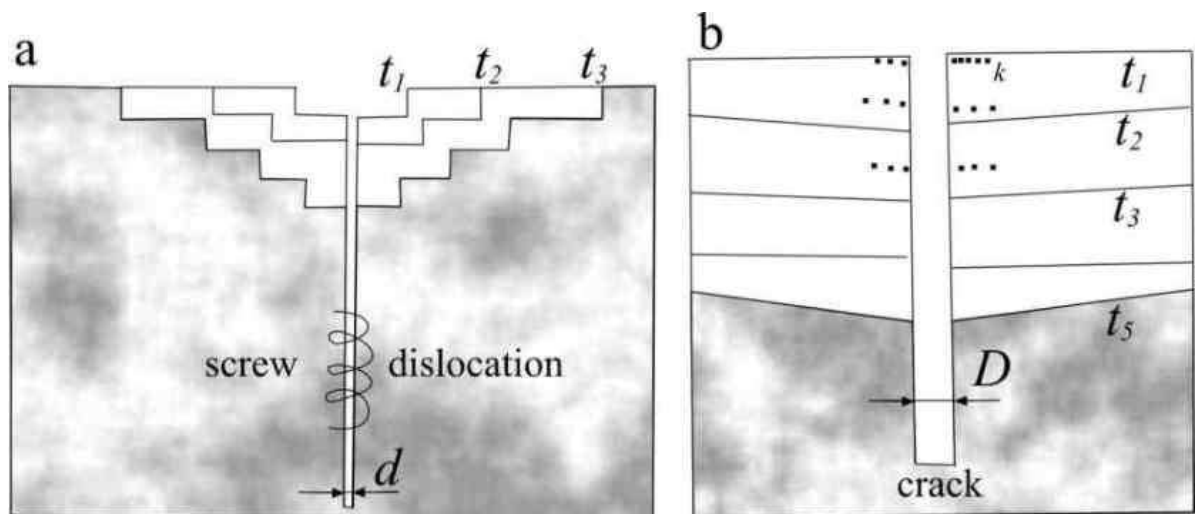 a
t1 t2 t3
screw dislocation
d
b
k
t1
t2
t3
t5
D
crack